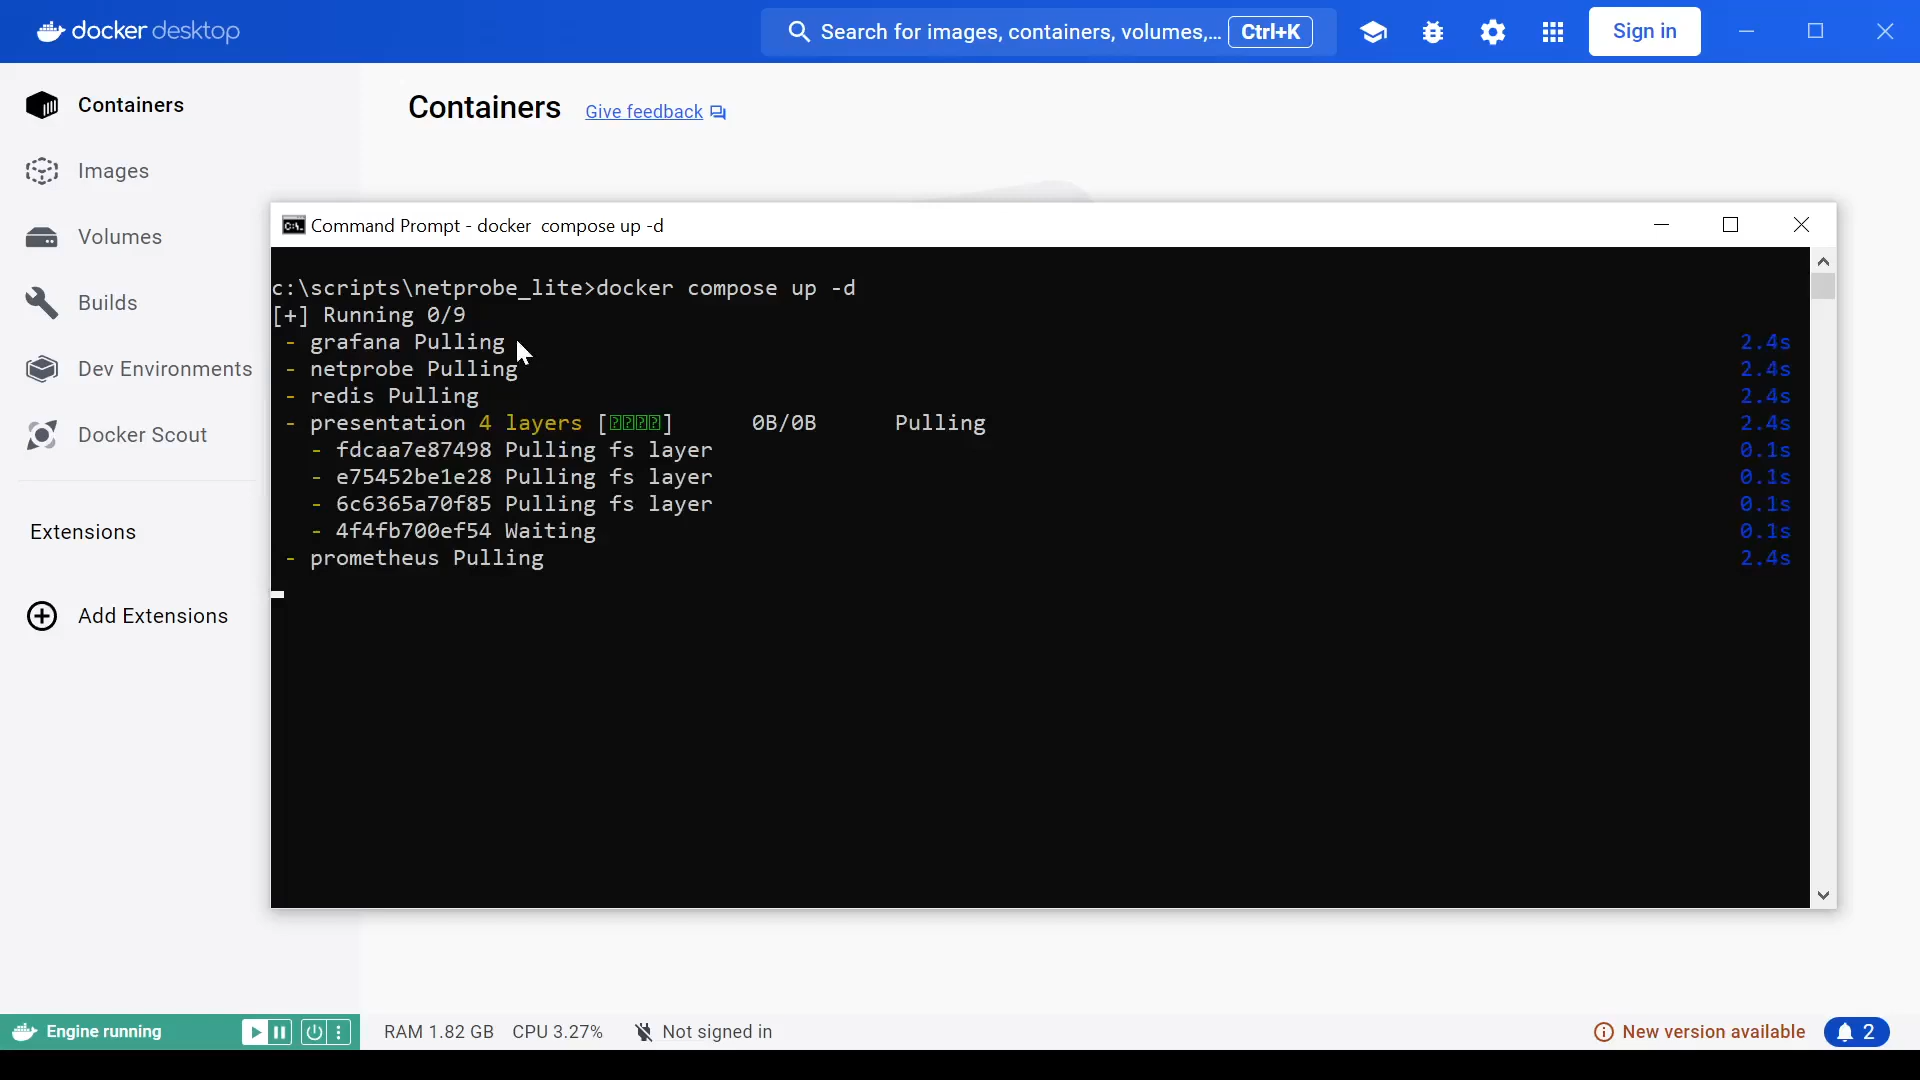 docker desktop
Search for images, containers, volumes,... Ctrl+K
Sign in
Containers
Images
Volumes
Builds
Dev Environments
Docker Scout
Extensions
Add Extensions
Containers Give feedback
Command Prompt - docker  compose up -d
c:\scripts\netprobe_lite>docker compose up -d
[+] Running 0/9
- grafana Pulling 2.4s
- netprobe Pulling 2.4s
- redis Pulling 2.4s
- presentation 4 layers [⍰⍰⍰⍰] 0B/0B Pulling 2.4s
- fdcaa7e87498 Pulling fs layer 0.1s
- e75452be1e28 Pulling fs layer 0.1s
- 6c6365a70f85 Pulling fs layer 0.1s
- 4f4fb700ef54 Waiting 0.1s
- prometheus Pulling 2.4s
Engine running
RAM 1.82 GB CPU 3.27% Not signed in
New version available 2